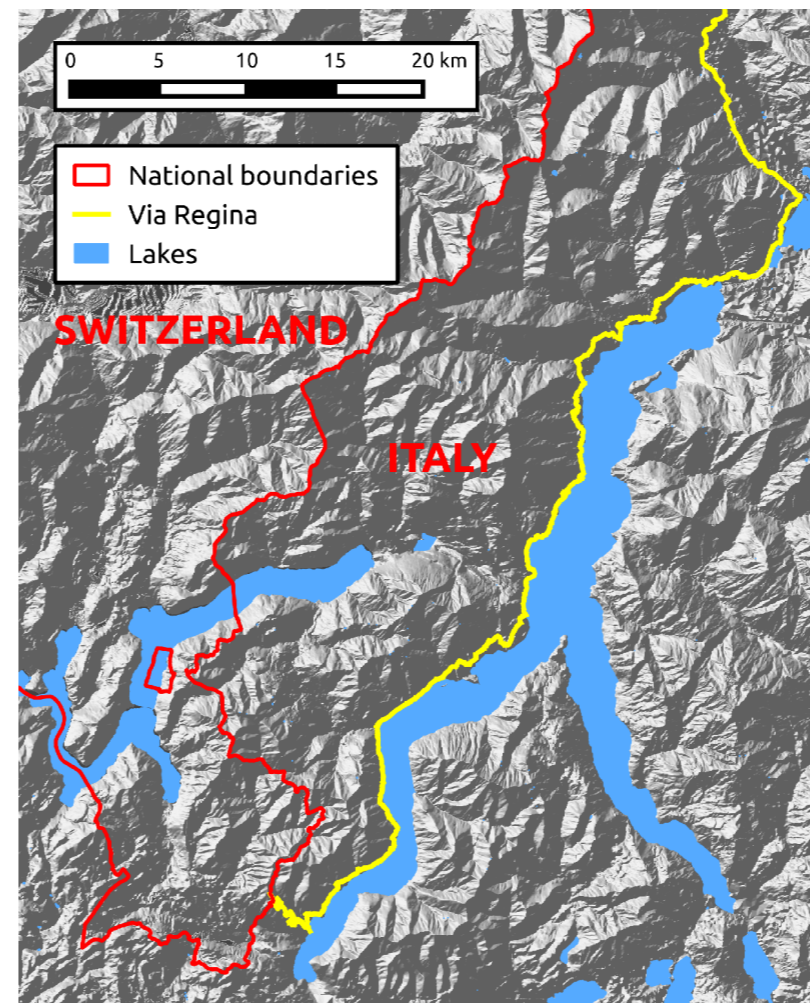 0 5 10 15 20 km
National boundaries
Via Regina
Lakes
SWITZERLAND
ITALY